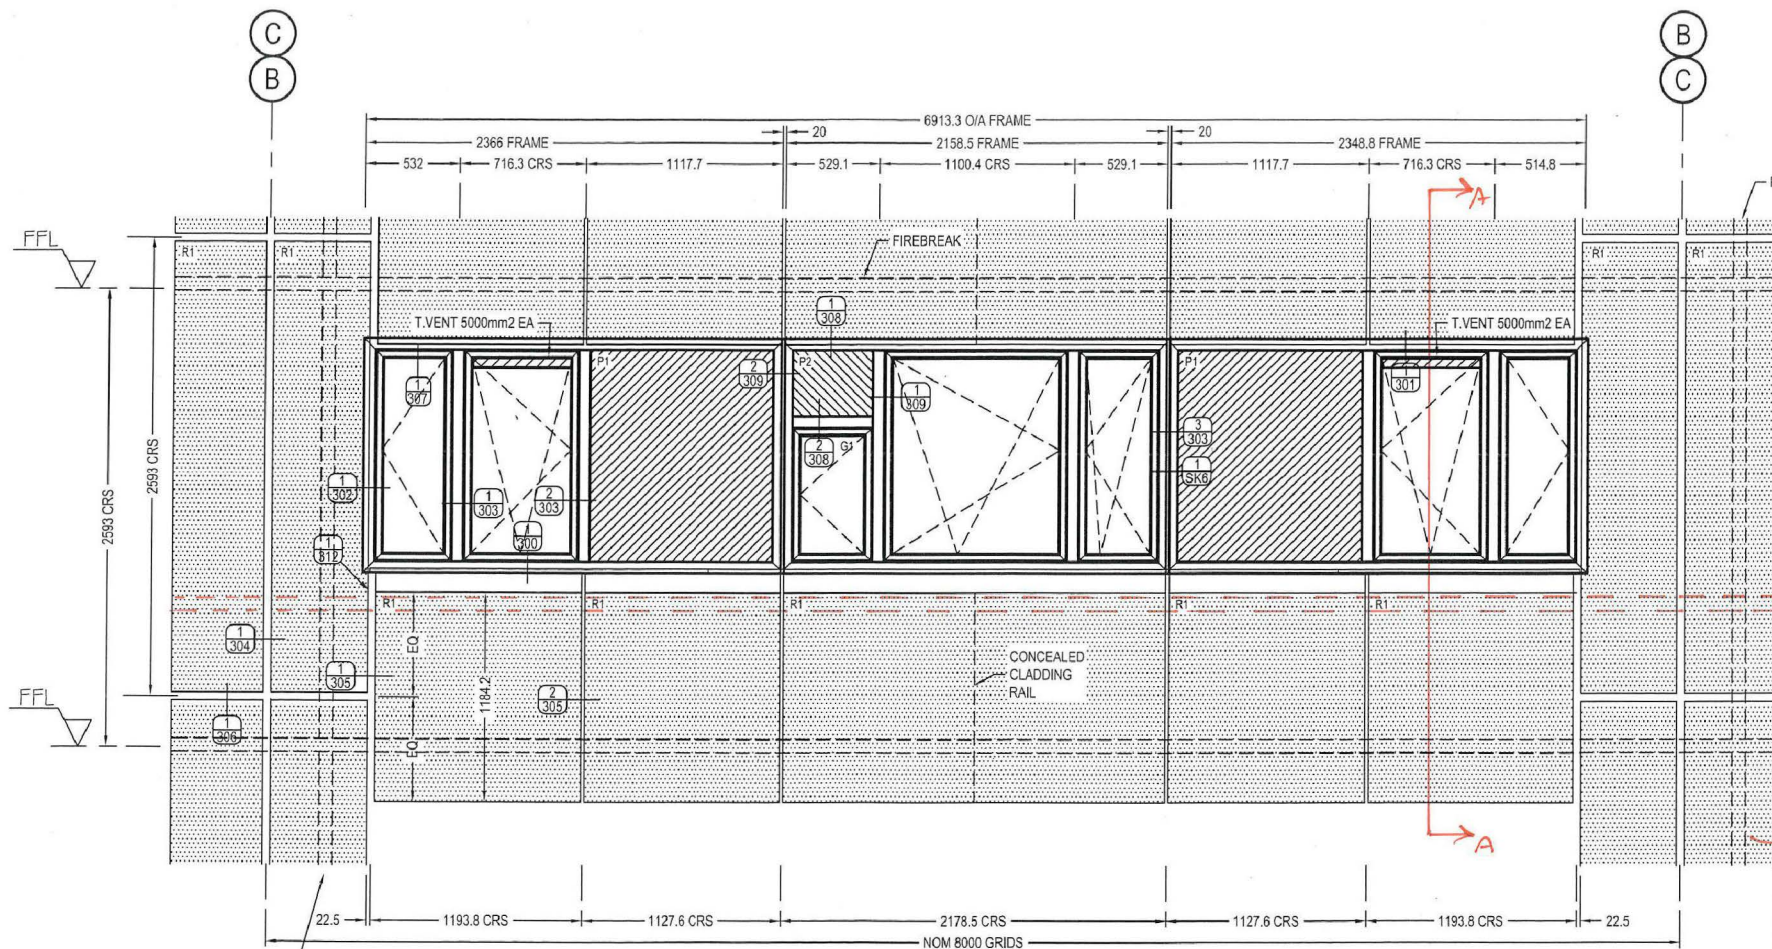 C
B
B
C
6913.3 O/A FRAME
2366 FRAME
20
2158.5 FRAME
20
2348.8 FRAME
532
716.3 CRS
1117.7
529.1
1100.4 CRS
529.1
1117.7
716.3 CRS
514.8
A
FFL
R1
R1
FIREBREAK
R1
R1
1
308
T.VENT 5000mm2 EA
T.VENT 5000mm2 EA
P1
P2
P1
2
309
1
307
1
309
1
301
2593 CRS
2593 CRS
3
303
2
308
G1
1
SK6
1
302
1
303
2
303
1
300
1
312
R1
R1
R1
R1
R1
1
304
EQ
1184.2
CONCEALED
CLADDING
RAIL
1
305
2
305
FFL
1
306
EQ
A
22.5
1193.8 CRS
1127.6 CRS
2178.5 CRS
1127.6 CRS
1193.8 CRS
22.5
NOM 8000 GRIDS